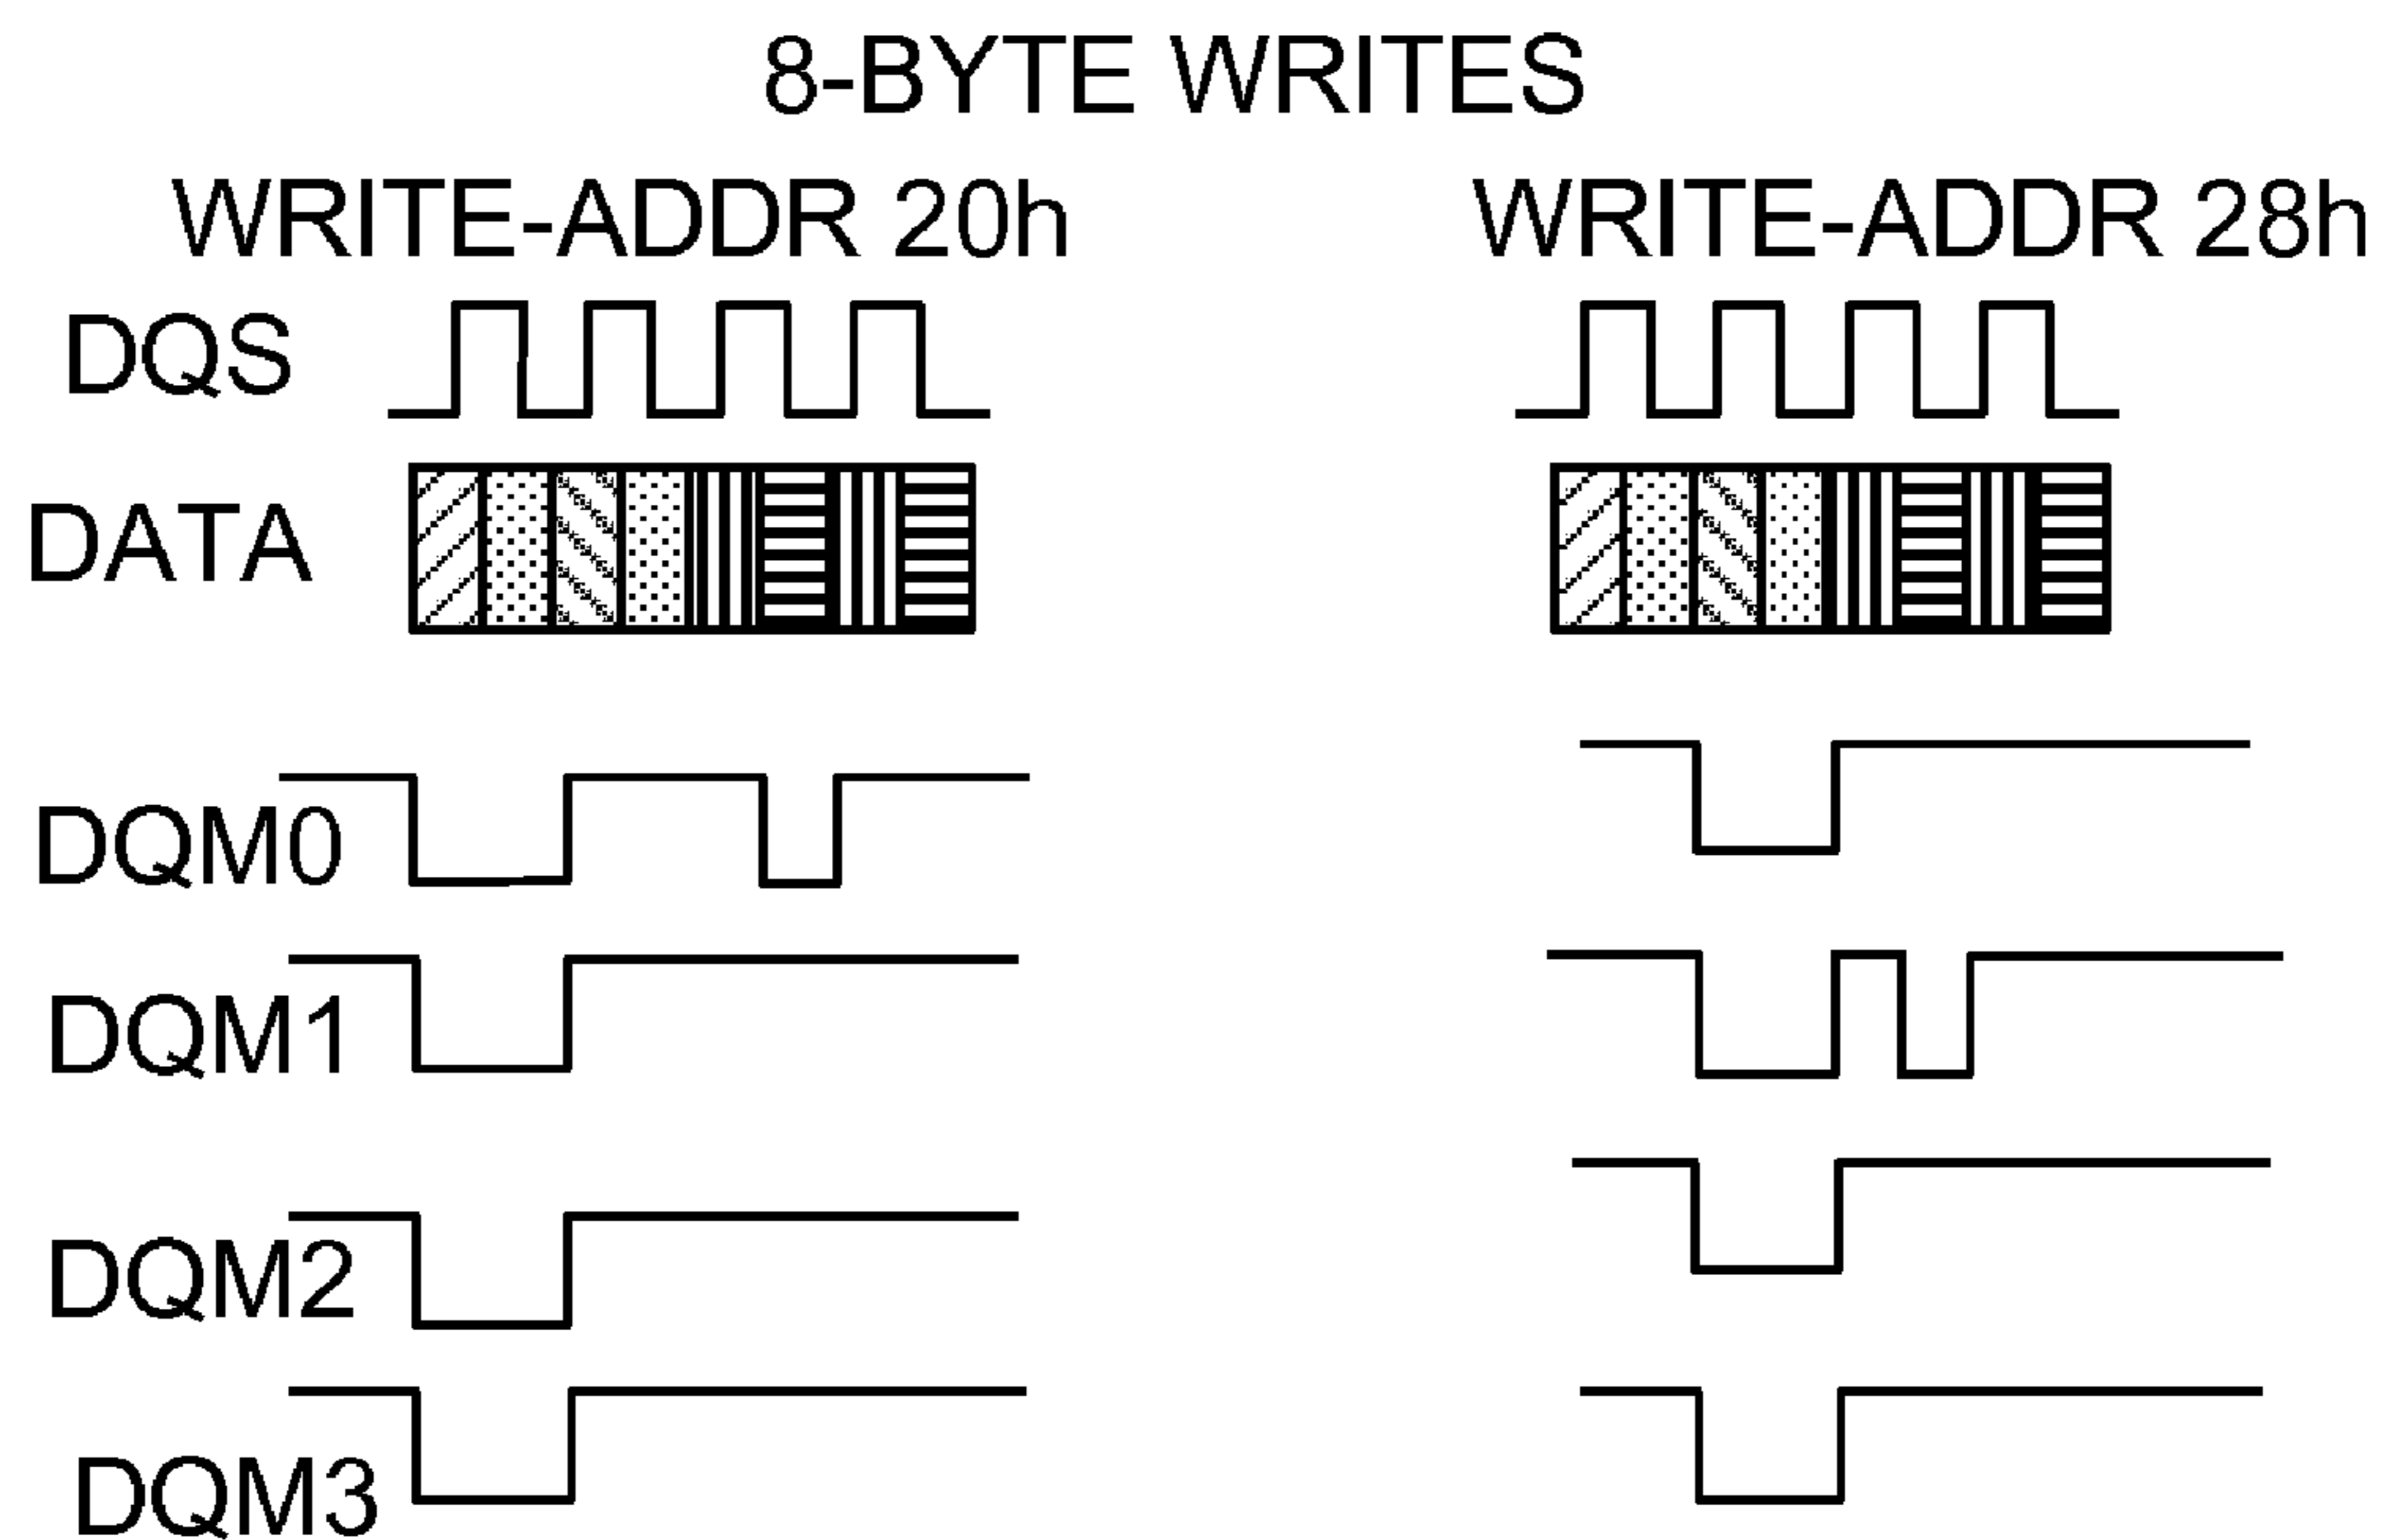 8-BYTE WRITES
WRITE-ADDR 20h WRITE-ADDR 28h
DQS
DATA
DQM0
DQM1
DQM2
DQM3